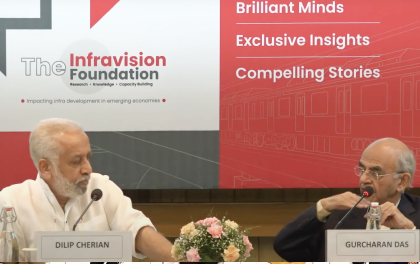 The Infravision
Foundation
Research • Knowledge • Capacity Building
Impacting infra development in emerging economies
Brilliant Minds
Exclusive Insights
Compelling Stories
DILIP CHERIAN
GURCHARAN DAS